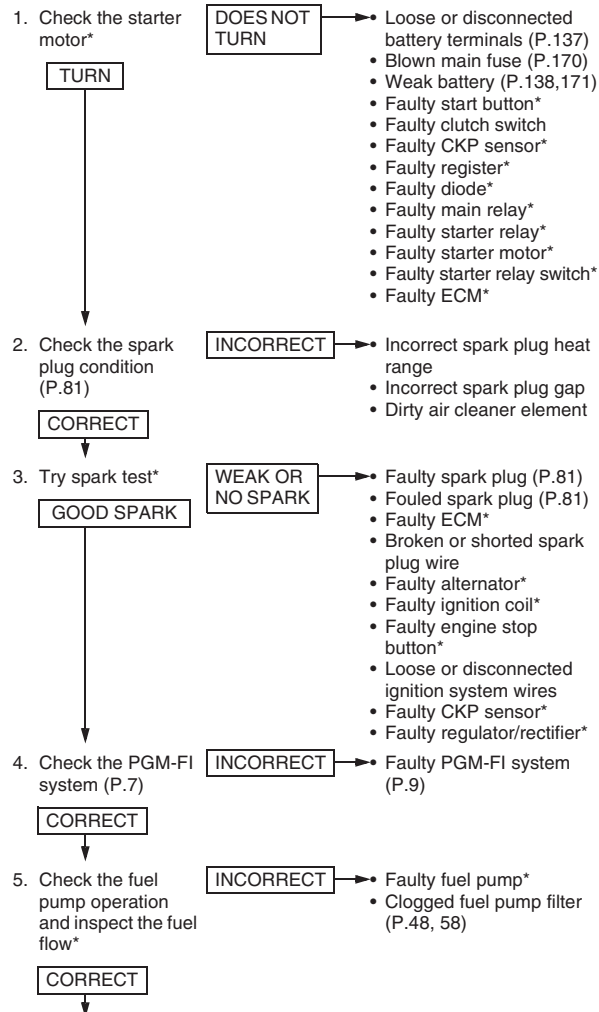 1. Check the starter
motor*
TURN
DOES NOT
TURN
• Loose or disconnected
battery terminals (P.137)
• Blown main fuse (P.170)
• Weak battery (P.138,171)
• Faulty start button*
• Faulty clutch switch
• Faulty CKP sensor*
• Faulty register*
• Faulty diode*
• Faulty main relay*
• Faulty starter relay*
• Faulty starter motor*
• Faulty starter relay switch*
• Faulty ECM*
2. Check the spark
plug condition
(P.81)
CORRECT
INCORRECT
• Incorrect spark plug heat
range
• Incorrect spark plug gap
• Dirty air cleaner element
3. Try spark test*
GOOD SPARK
WEAK OR
NO SPARK
• Faulty spark plug (P.81)
• Fouled spark plug (P.81)
• Faulty ECM*
• Broken or shorted spark
plug wire
• Faulty alternator*
• Faulty ignition coil*
• Faulty engine stop
button*
• Loose or disconnected
ignition system wires
• Faulty CKP sensor*
• Faulty regulator/rectifier*
4. Check the PGM-FI
system (P.7)
CORRECT
INCORRECT
• Faulty PGM-FI system
(P.9)
5. Check the fuel
pump operation
and inspect the fuel
flow*
CORRECT
INCORRECT
• Faulty fuel pump*
• Clogged fuel pump filter
(P.48, 58)